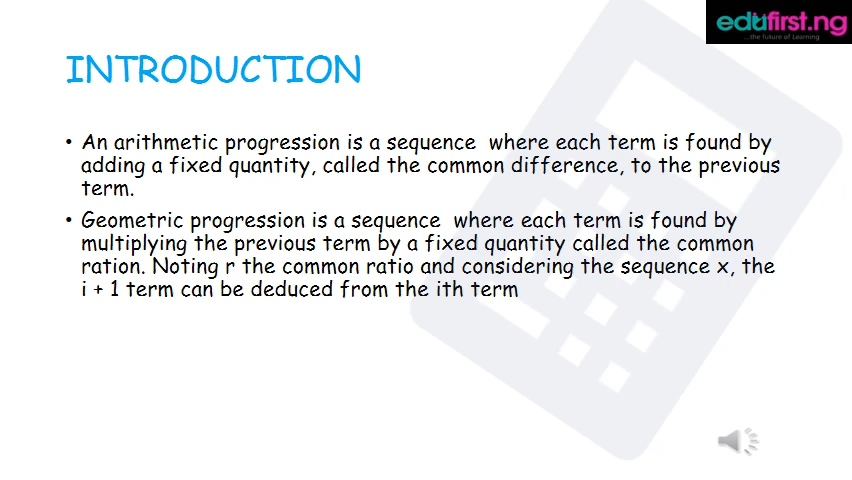 edufirst.ng
...the future of Learning
INTRODUCTION
• An arithmetic progression is a sequence where each term is found by
adding a fixed quantity, called the common difference, to the previous
term.
• Geometric progression is a sequence where each term is found by
multiplying the previous term by a fixed quantity called the common
ration. Noting r the common ratio and considering the sequence x, the
i + 1 term can be deduced from the ith term